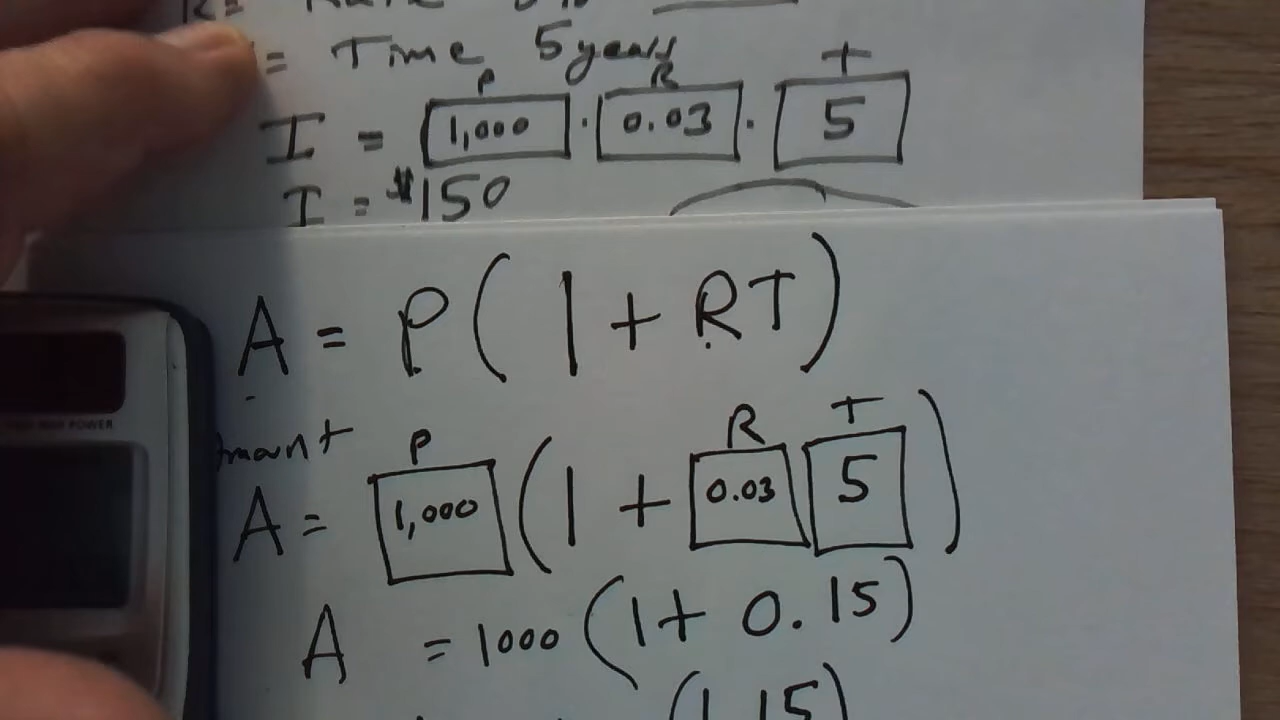 = Time 5 years
P R T
I = 1,000 · 0.03 · 5
I = $150
A = P ( 1 + RT )
mount P R T
A = 1,000 ( 1 + 0.03 5 )
A = 1000 ( 1 + 0.15 )
(1.15)